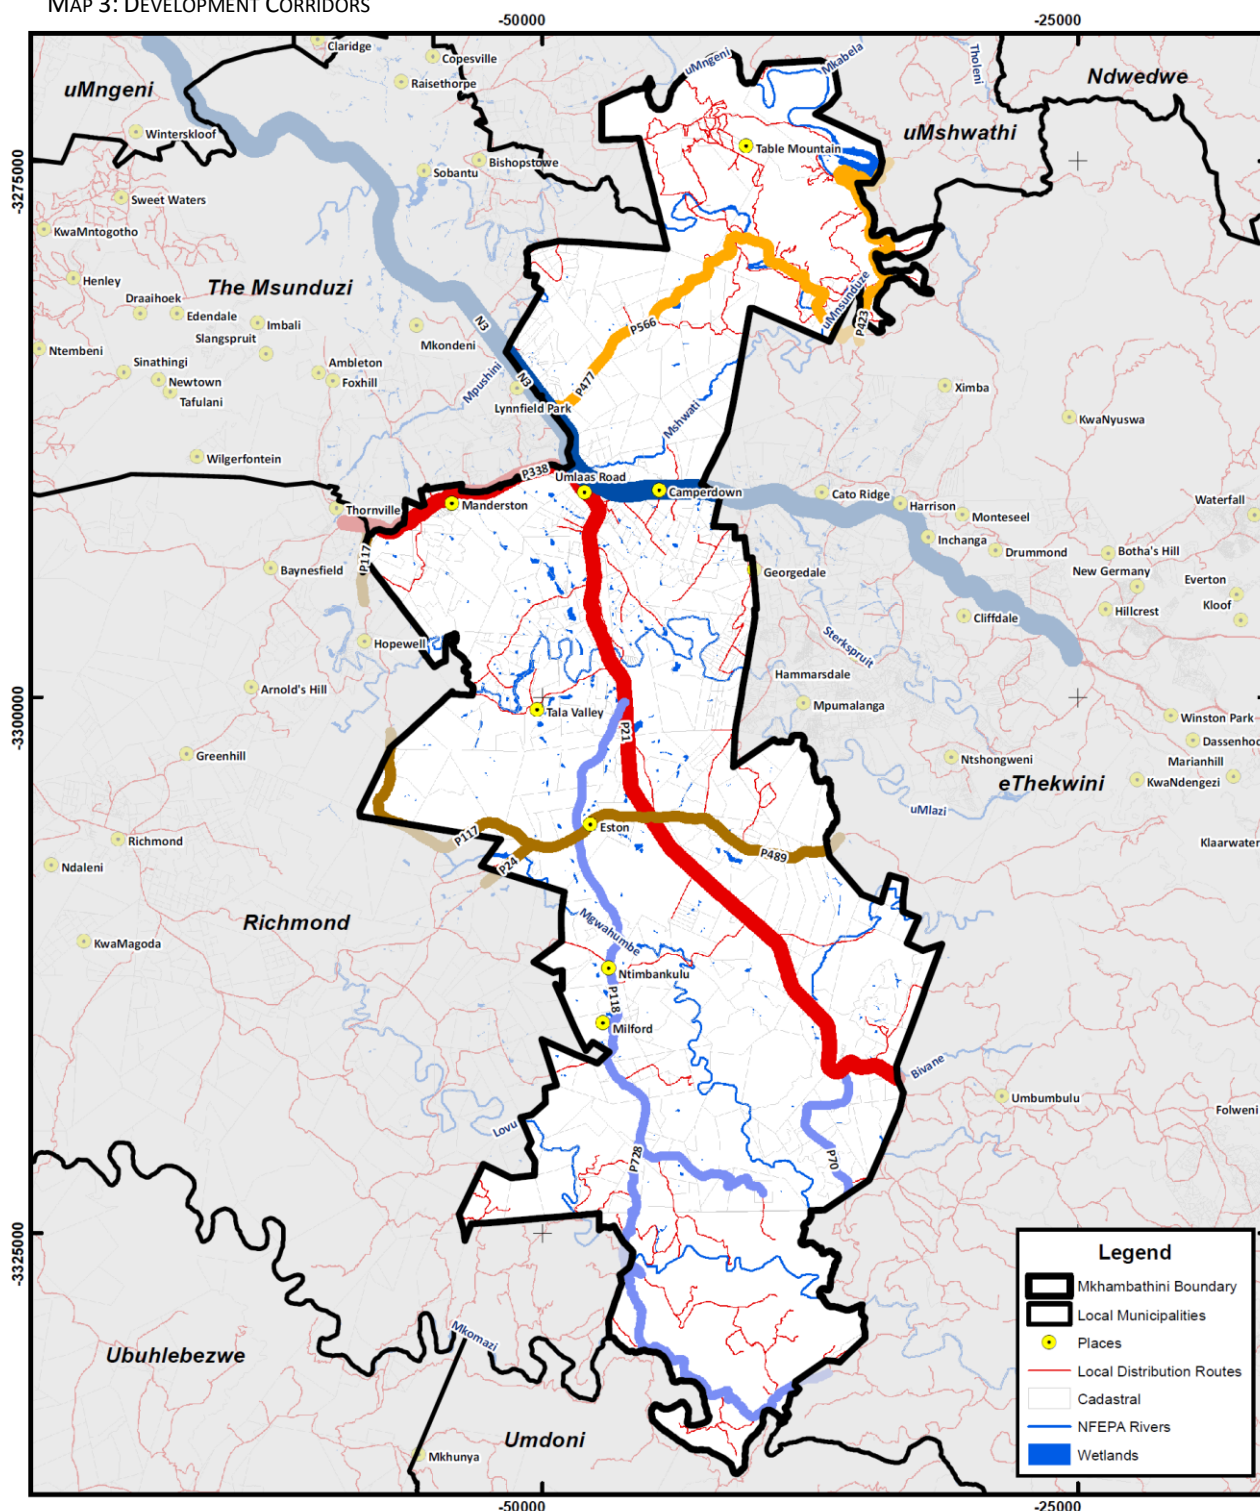 MAP 3: DEVELOPMENT CORRIDORS
-50000
-25000
Claridge
Copesville
Raisethorpe
uMngeni
uMngeni
Mkabela
Tholeni
Ndwedwe
uMshwathi
Winterskloof
Bishopstowe
Sobantu
Table Mountain
-3275000
Sweet Waters
KwaMntogotho
Henley
The Msunduzi
Draaihoek
Edendale
Imbali
Slangspruit
Mkondeni
N3
P566
uMnsunduze
P423
Ntembeni
Sinathingi
Newtown
Tafulani
Ambleton
Foxhill
Mpushini
N3
P477
Lynnfield Park
Mshwati
Ximba
KwaNyuswa
Wilgerfontein
P338
Umlaas Road
Camperdown
Cato Ridge
Harrison
Monteseel
Waterfall
Thornville
Manderston
Inchanga
Drummond
Botha's Hill
New Germany
P117
Baynesfield
Georgedale
Everton
Kloof
Hillcrest
Cliffdale
Hopewell
Sterkspruit
Hammarsdale
Arnold's Hill
Tala Valley
Mpumalanga
Winston Park
-3300000
P21
Dassenhoe
Marianhill
KwaNdengezi
Ntshongweni
eThekwini
Greenhill
uMlazi
Richmond
P117
Eston
P489
Klaarwater
Ndaleni
P24
Richmond
Mgwahumbe
KwaMagoda
Ntimbankulu
P118
Milford
Bivane
Umbumbulu
Folweni
Lovu
P728
P70
-3325000
Mkomazi
Ubuhlebezwe
Umdoni
Mkhunya
Legend
Mkhambathini Boundary
Local Municipalities
Places
Local Distribution Routes
Cadastral
NFEPA Rivers
Wetlands
-50000
-25000